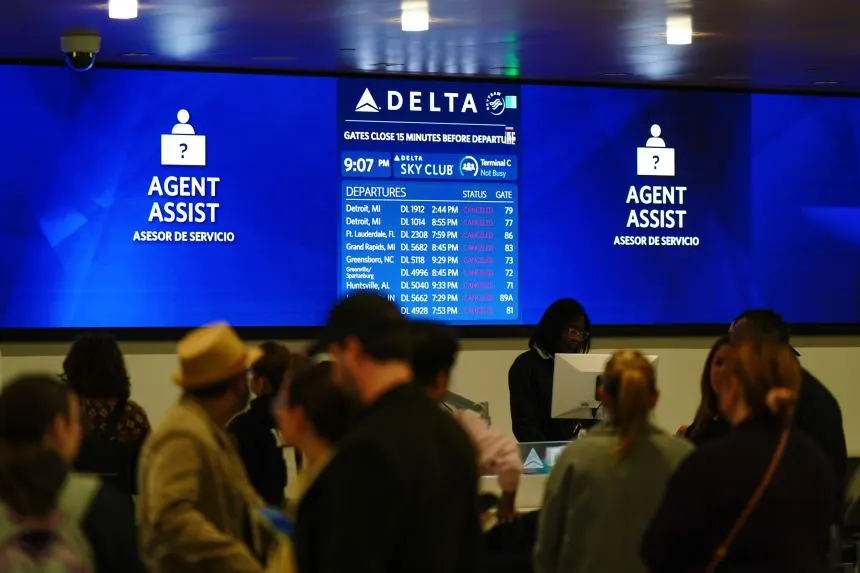 DELTA
GATES CLOSE 15 MINUTES BEFORE
9:07 PM
DELTA
SKY CLUB
Terminal C
Not Busy
?
AGENT
ASSIST
ASESOR DE SERVICIO
DEPARTURES STATUS GATE
Detroit, MI DL 1912 2:44 PM CANCELED 79
Detroit, MI DL 1014 8:55 PM CANCELED 77
Ft. Lauderdale, FL DL 2308 7:59 PM CANCELED 86
Grand Rapids, MI DL 5682 8:45 PM CANCELED 83
Greensboro, NC DL 5118 9:29 PM CANCELED 73
Greenville/
Spartanburg DL 4996 8:45 PM CANCELED 72
Huntsville, AL DL 5040 9:33 PM CANCELED 71
IN DL 5662 7:29 PM CANCELED 89A
4928 7:53 PM CANCELED 81
?
AGENT
ASSIST
ASESOR DE SERVICIO